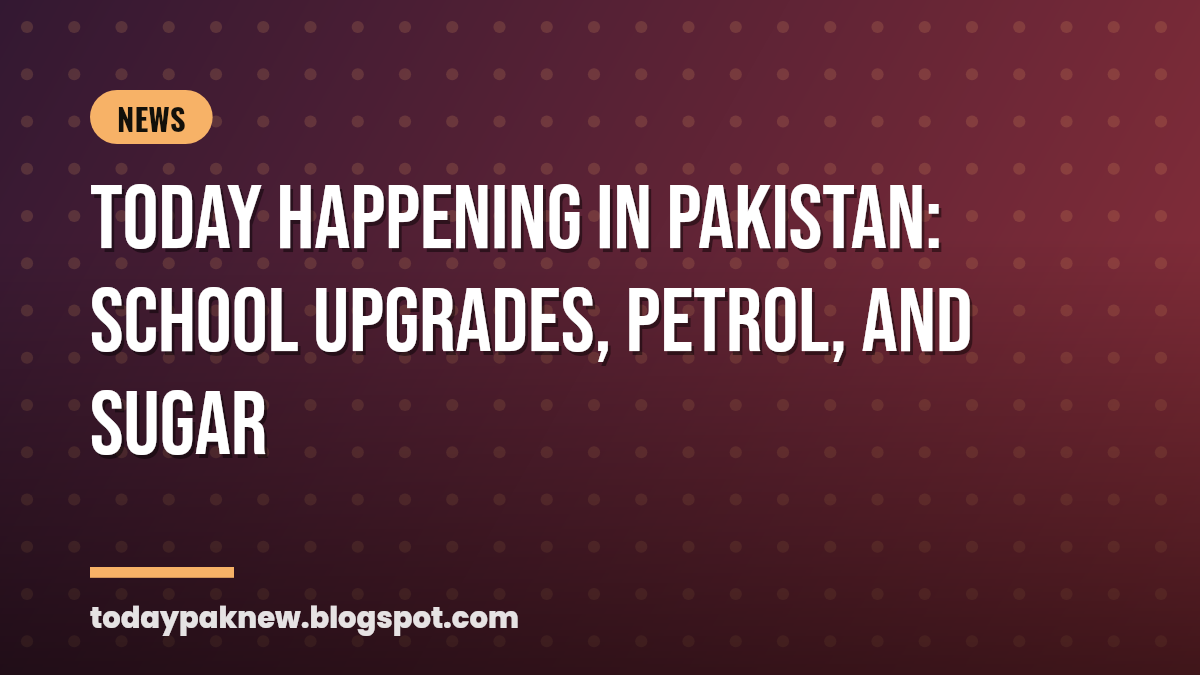 NEWS
TODAY HAPPENING IN PAKISTAN:
SCHOOL UPGRADES, PETROL, AND
SUGAR
todaypaknew.blogspot.com